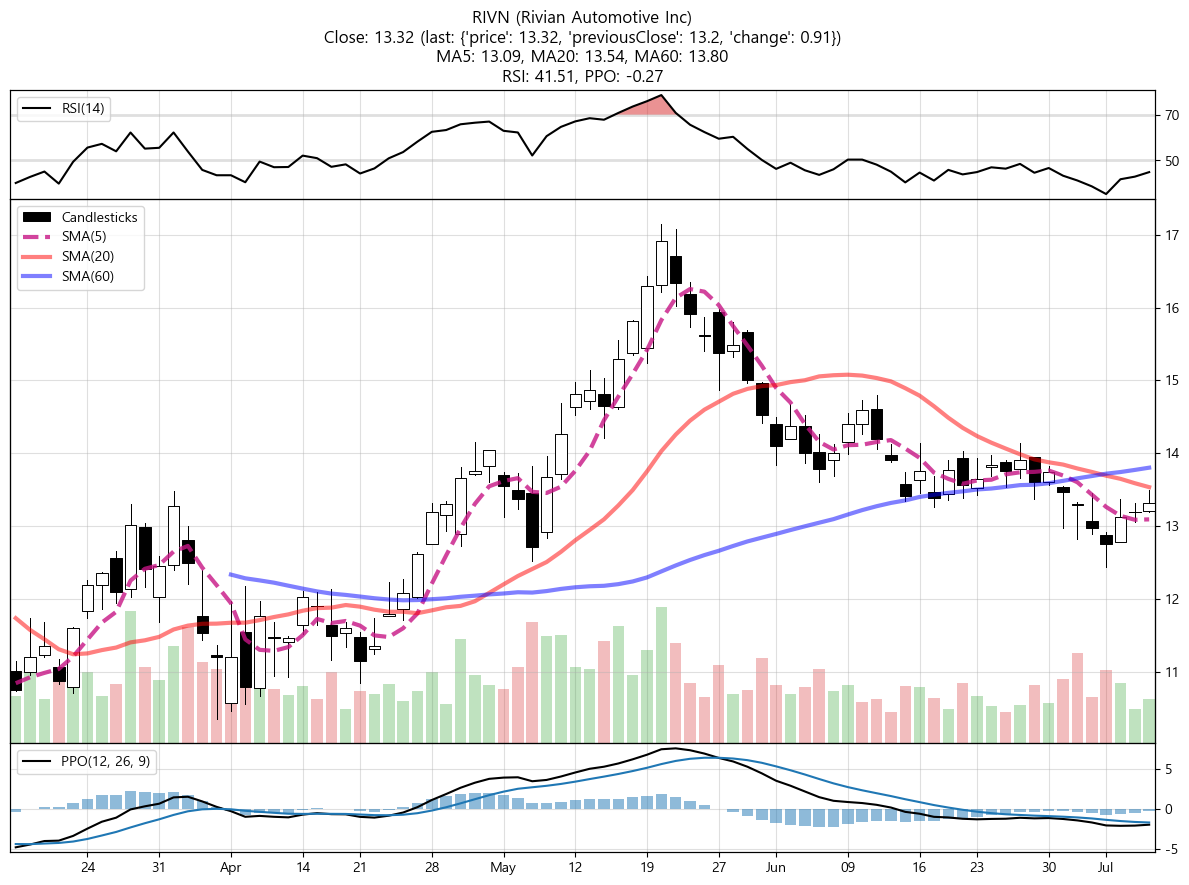 RIVN (Rivian Automotive Inc)
Close: 13.32 (last: {'price': 13.32, 'previousClose': 13.2, 'change': 0.91})
MA5: 13.09, MA20: 13.54, MA60: 13.80
RSI: 41.51, PPO: -0.27
RSI(14)
70
50
Candlesticks
SMA(5)
SMA(20)
SMA(60)
17
16
15
14
13
12
11
PPO(12, 26, 9)
5
0
-5
24 31 Apr 14 21 28 May 12 19 27 Jun 09 16 23 30 Jul